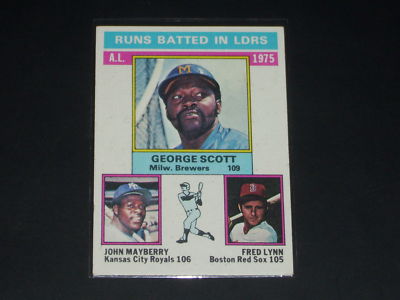 RUNS BATTED IN LDRS
A.L. 1975
M
GEORGE SCOTT
Milw. Brewers 109
KC
B
JOHN MAYBERRY
Kansas City Royals 106
FRED LYNN
Boston Red Sox 105